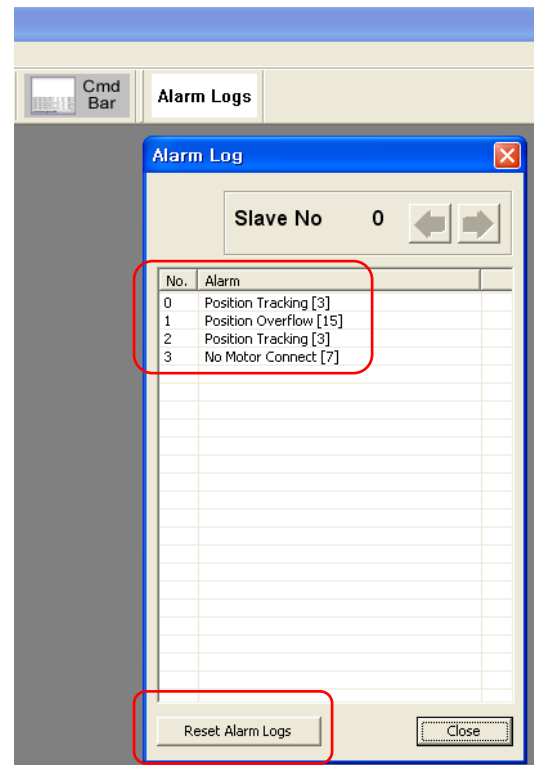 Cmd
Bar
Alarm Logs
Alarm Log
Slave No 0
No. Alarm
0 Position Tracking [3]
1 Position Overflow [15]
2 Position Tracking [3]
3 No Motor Connect [7]
Reset Alarm Logs
Close